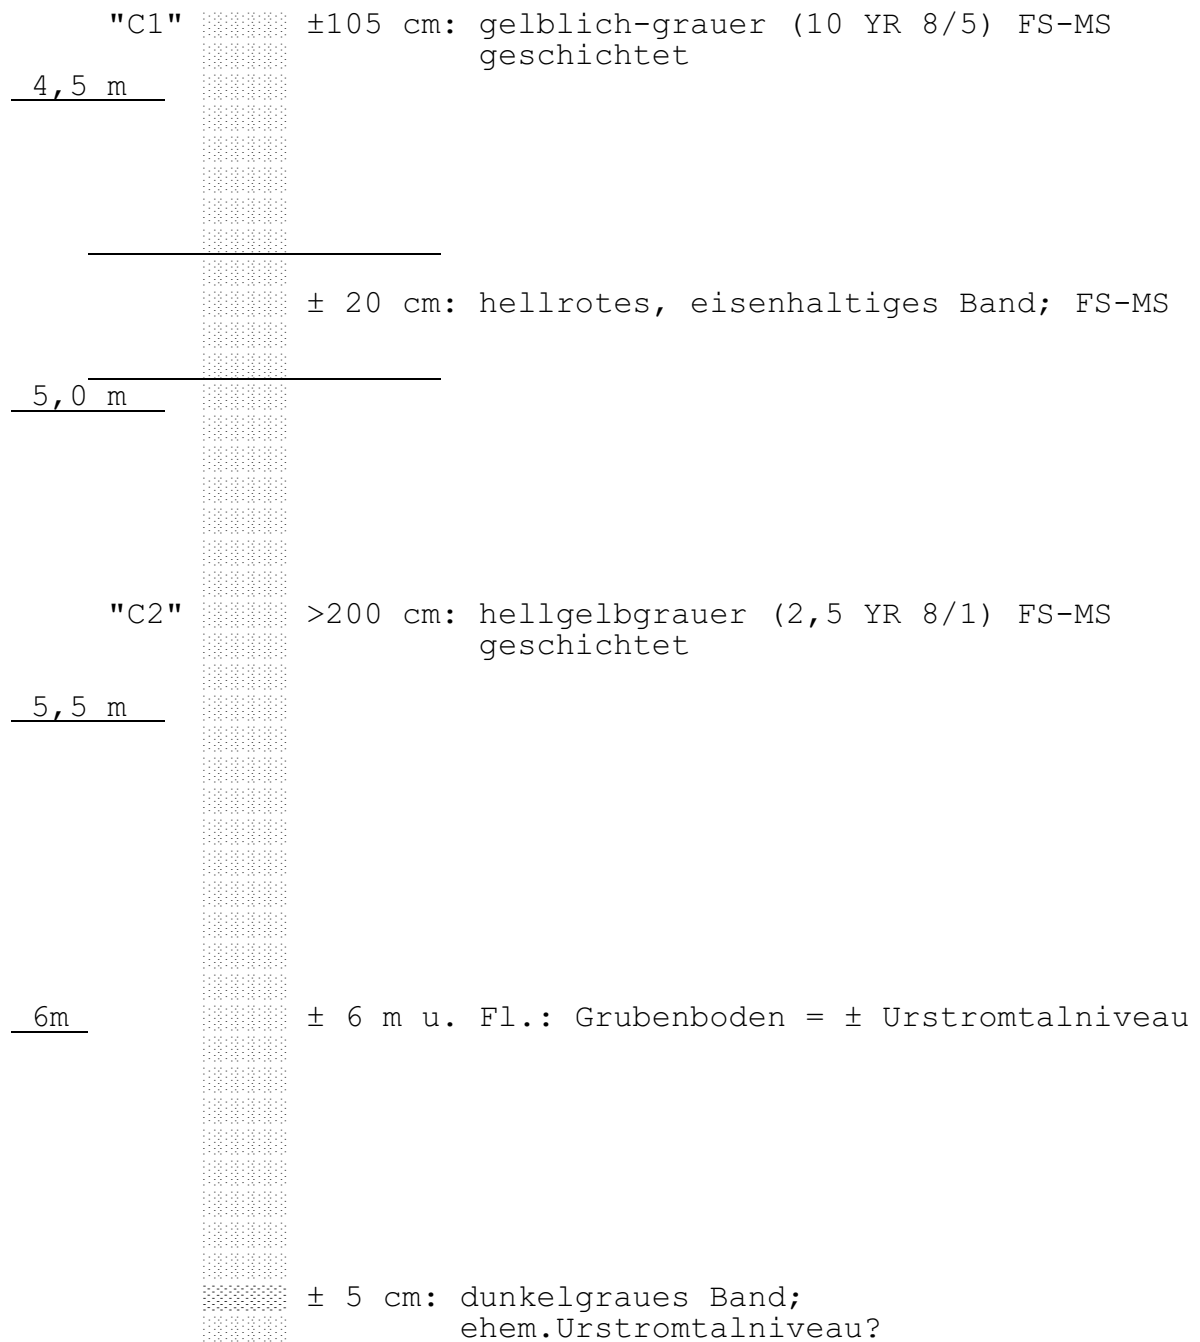 "C1" ±105 cm: gelblich-grauer (10 YR 8/5) FS-MS
geschichtet
4,5 m
± 20 cm: hellrotes, eisenhaltiges Band; FS-MS
5,0 m
"C2" >200 cm: hellgelbgrauer (2,5 YR 8/1) FS-MS
geschichtet
5,5 m
6m ± 6 m u. Fl.: Grubenboden = ± Urstromtalniveau
± 5 cm: dunkelgraues Band;
ehem.Urstromtalniveau?